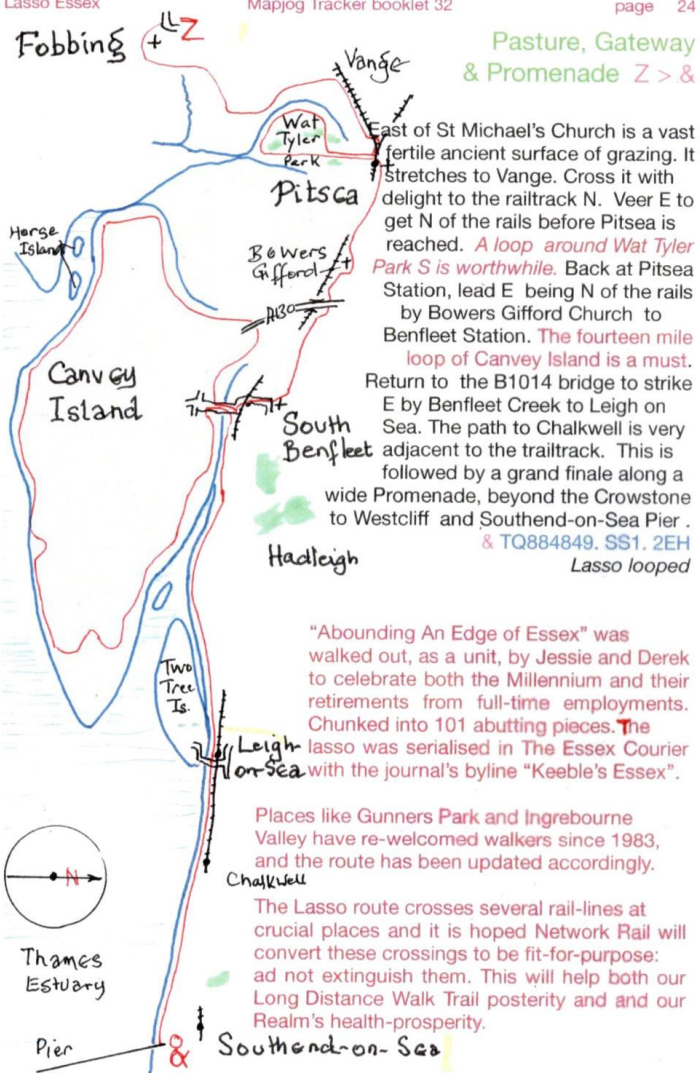 Lasso Essex Mapjog Tracker booklet 32 page 24
Pasture, Gateway
& Promenade Z > &
East of St Michael's Church is a vast
fertile ancient surface of grazing. It
stretches to Vange. Cross it with
delight to the railtrack N. Veer E to
get N of the rails before Pitsea is
reached. A loop around Wat Tyler
Park S is worthwhile. Back at Pitsea
Station, lead E being N of the rails
by Bowers Gifford Church to
Benfleet Station. The fourteen mile
loop of Canvey Island is a must.
Return to the B1014 bridge to strike
E by Benfleet Creek to Leigh on
Sea. The path to Chalkwell is very
adjacent to the trailtrack. This is
followed by a grand finale along a
wide Promenade, beyond the Crowstone
to Westcliff and Southend-on-Sea Pier .
& TQ884849. SS1. 2EH
Lasso looped
"Abounding An Edge of Essex" was
walked out, as a unit, by Jessie and Derek
to celebrate both the Millennium and their
retirements from full-time employments.
Chunked into 101 abutting pieces. The
lasso was serialised in The Essex Courier
with the journal's byline "Keeble's Essex".
Places like Gunners Park and Ingrebourne
Valley have re-welcomed walkers since 1983,
and the route has been updated accordingly.
The Lasso route crosses several rail-lines at
crucial places and it is hoped Network Rail will
convert these crossings to be fit-for-purpose:
ad not extinguish them. This will help both our
Long Distance Walk Trail posterity and and our
Realm's health-prosperity.
Fobbing
Z
Vange
Wat
Tyler
Park
Pitsea
Horse
Island
Bowers
Gifford
A130
Canvey
Island
South
Benfleet
Hadleigh
Two
Tree
Is.
Leigh
on-Sea
N
Chalkwell
Thames
Estuary
Pier
&
Southend-on-Sea